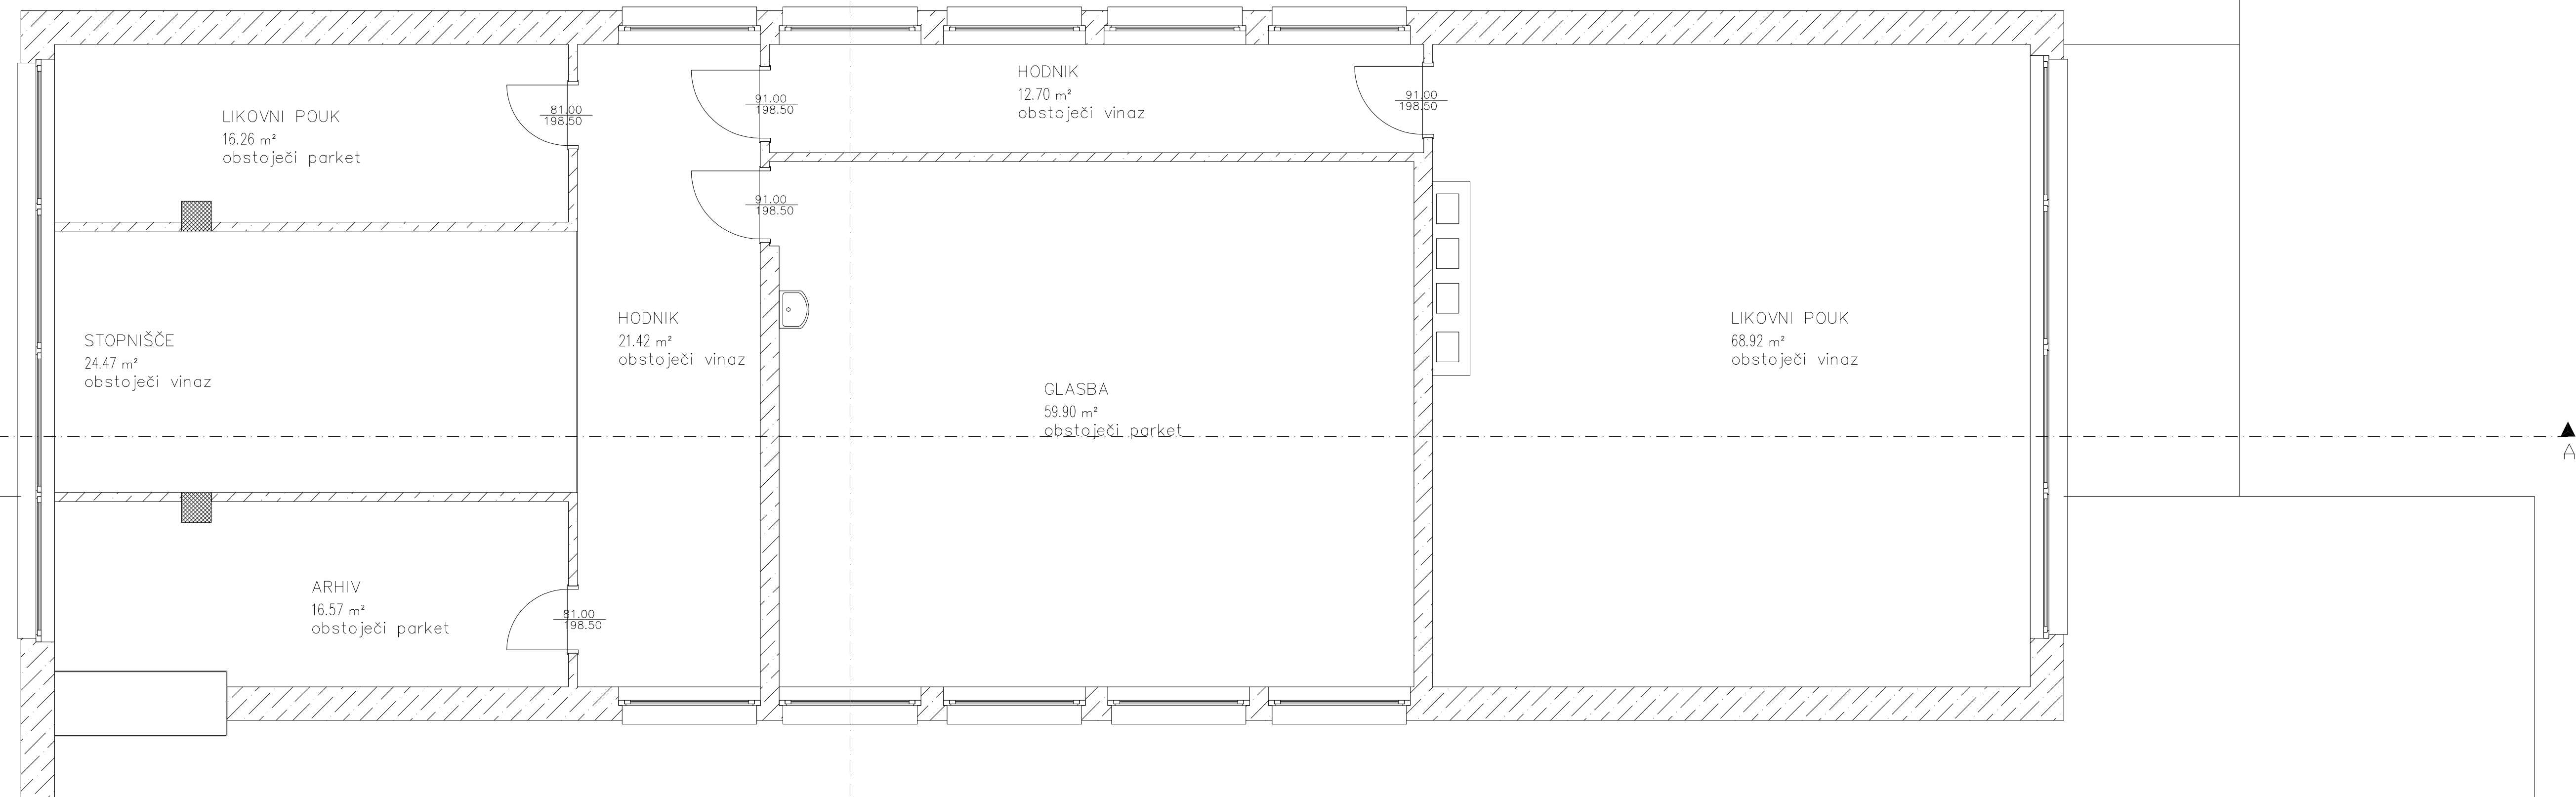 LIKOVNI POUK
16.26 m²
obstoječi parket
81.00
198.50
91.00
198.50
HODNIK
12.70 m²
obstoječi vinaz
91.00
198.50
91.00
198.50
STOPNIŠČE
24.47 m²
obstoječi vinaz
HODNIK
21.42 m²
obstoječi vinaz
GLASBA
59.90 m²
obstoječi parket
LIKOVNI POUK
68.92 m²
obstoječi vinaz
A
ARHIV
16.57 m²
obstoječi parket
81.00
198.50